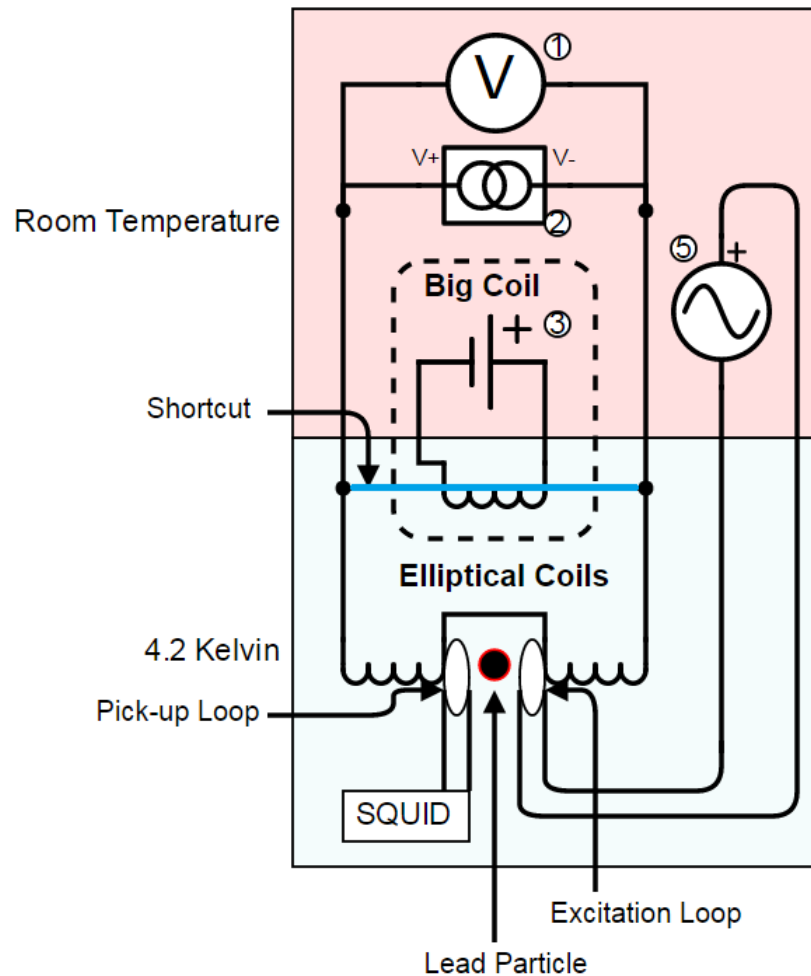 ①
V
V+ V-
②
Room Temperature
⑤
+
Big Coil
+ ③
Shortcut
Elliptical Coils
4.2 Kelvin
Pick-up Loop
SQUID
Excitation Loop
Lead Particle